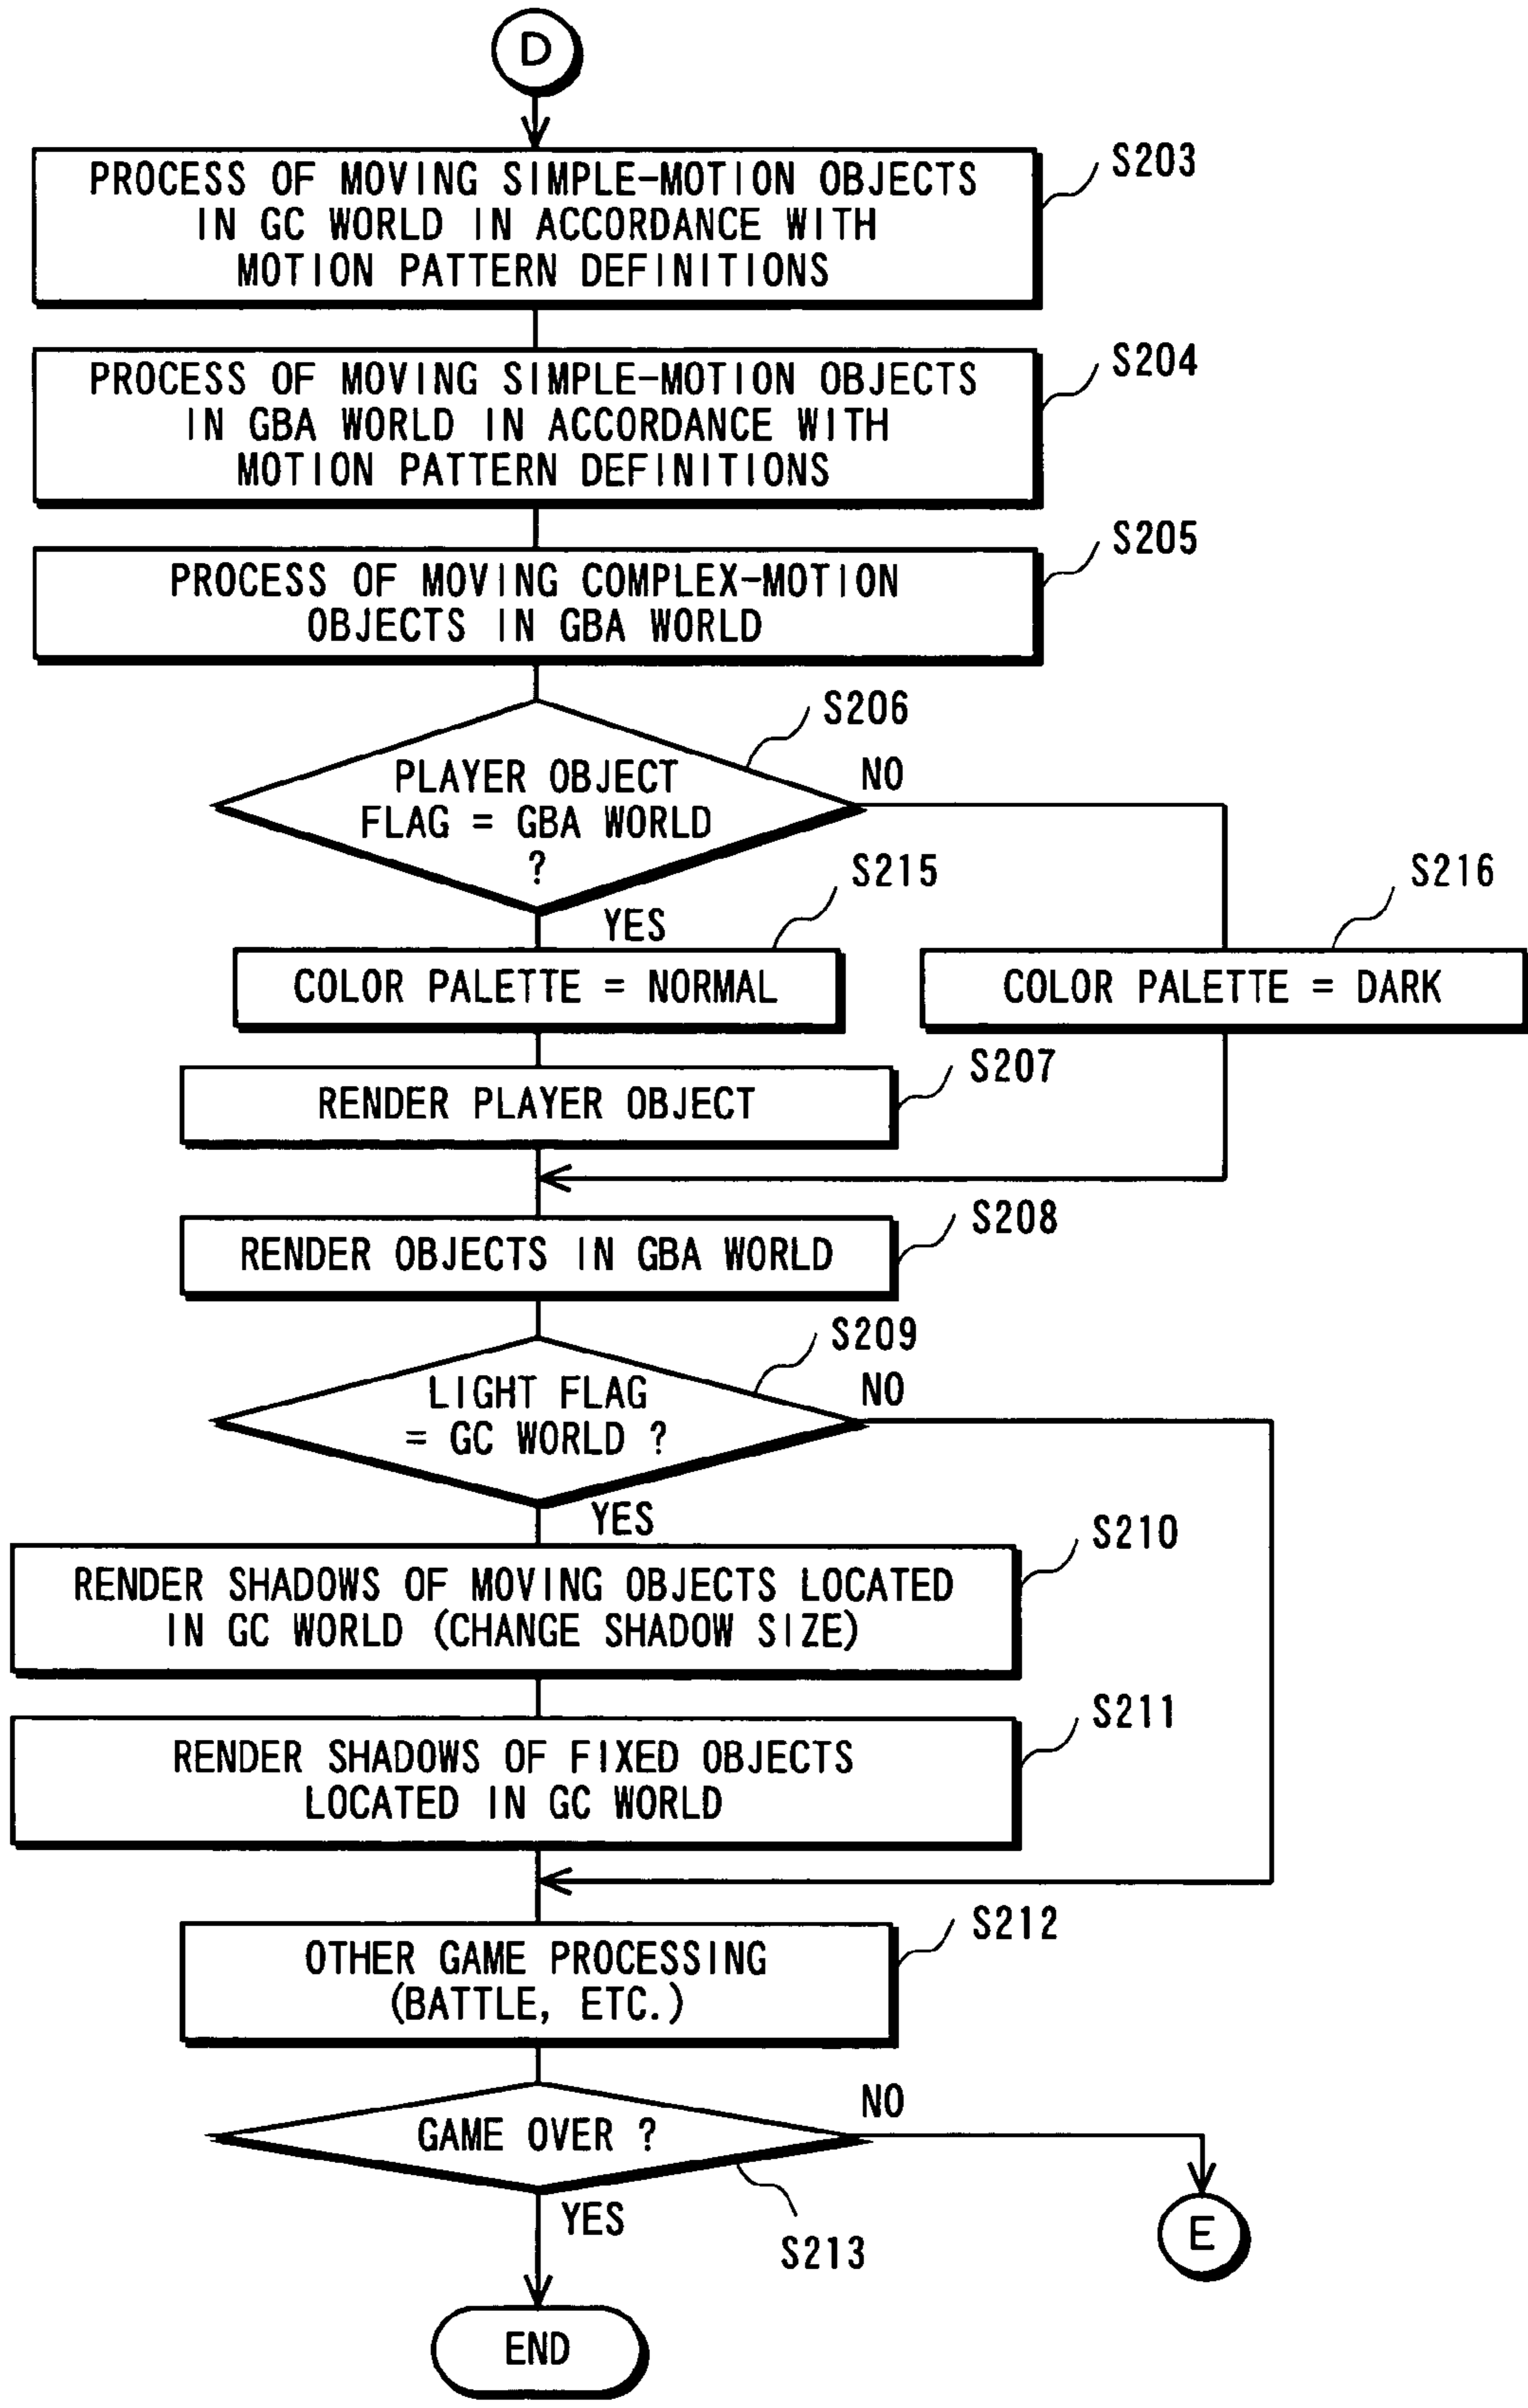 D
PROCESS OF MOVING SIMPLE-MOTION OBJECTS
IN GC WORLD IN ACCORDANCE WITH
MOTION PATTERN DEFINITIONS
S203
PROCESS OF MOVING SIMPLE-MOTION OBJECTS
IN GBA WORLD IN ACCORDANCE WITH
MOTION PATTERN DEFINITIONS
S204
PROCESS OF MOVING COMPLEX-MOTION
OBJECTS IN GBA WORLD
S205
PLAYER OBJECT
FLAG = GBA WORLD
?
S206
NO
YES
COLOR PALETTE = NORMAL
S215
COLOR PALETTE = DARK
S216
RENDER PLAYER OBJECT
S207
RENDER OBJECTS IN GBA WORLD
S208
LIGHT FLAG
= GC WORLD ?
S209
NO
YES
RENDER SHADOWS OF MOVING OBJECTS LOCATED
IN GC WORLD (CHANGE SHADOW SIZE)
S210
RENDER SHADOWS OF FIXED OBJECTS
LOCATED IN GC WORLD
S211
OTHER GAME PROCESSING
(BATTLE, ETC.)
S212
GAME OVER ?
NO
YES
S213
E
END